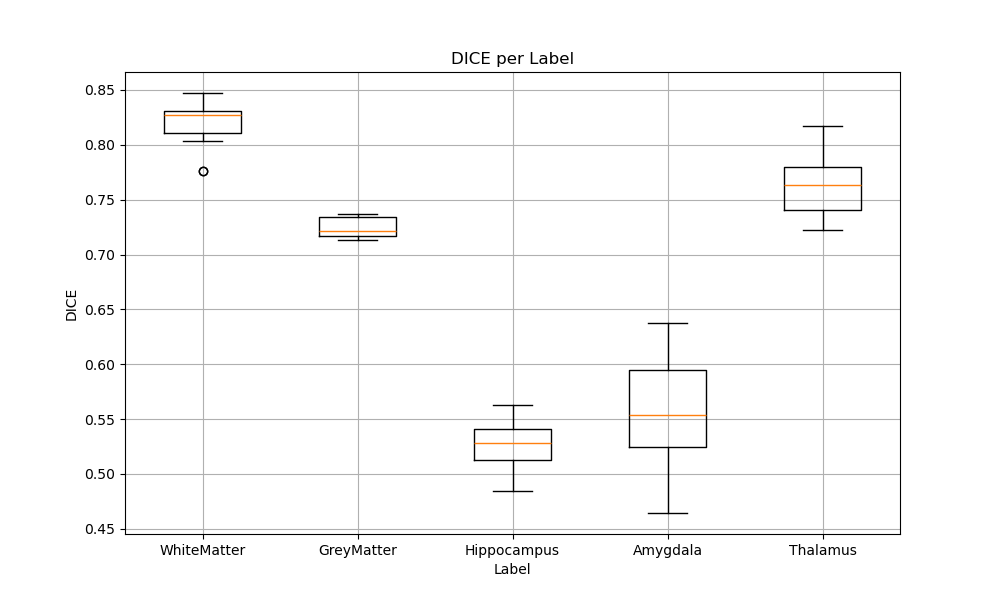 DICE per Label
DICE
0.85
0.80
0.75
0.70
0.65
0.60
0.55
0.50
0.45
WhiteMatter GreyMatter Hippocampus Amygdala Thalamus
Label